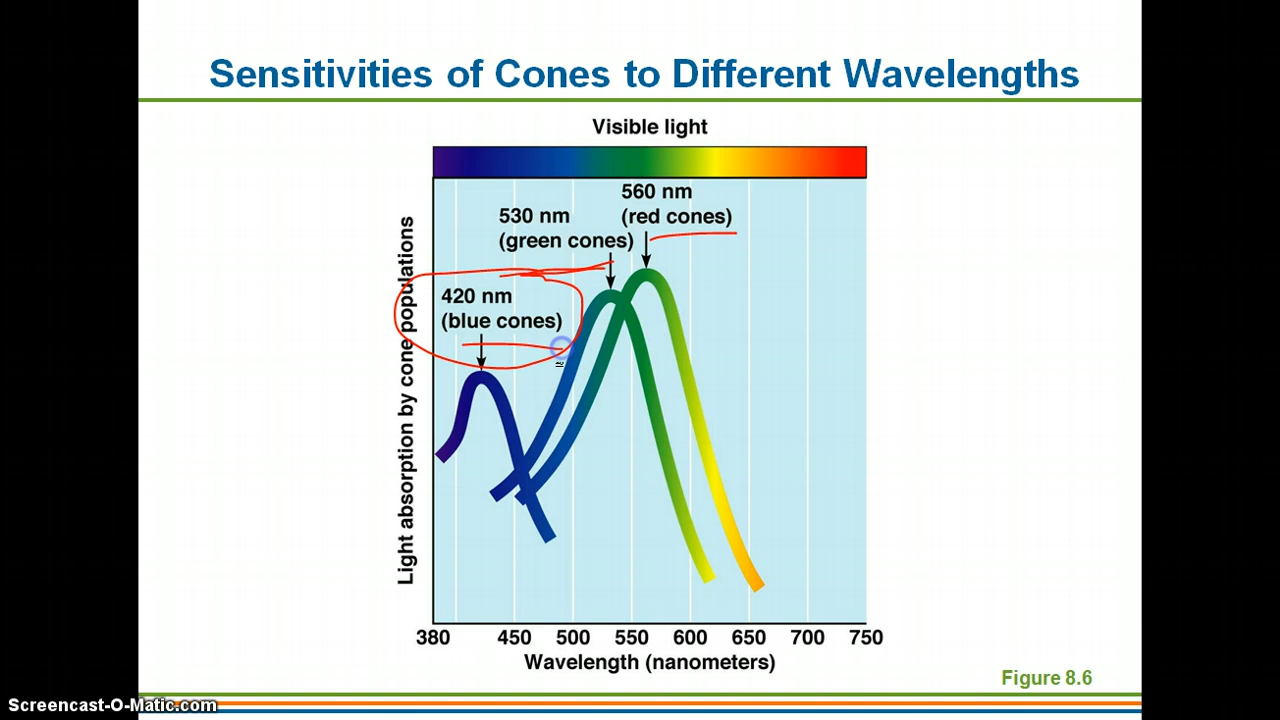 Sensitivities of Cones to Different Wavelengths
Visible light
560 nm
(red cones)
530 nm
(green cones)
420 nm
(blue cones)
Light absorption by cone populations
380 450 500 550 600 650 700 750
Wavelength (nanometers)
Figure 8.6
Screencast-O-Matic.com